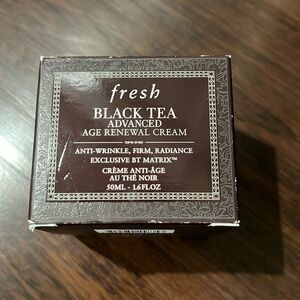 fresh
BLACK TEA
ADVANCED
AGE RENEWAL CREAM
ANTI-WRINKLE, FIRM, RADIANCE
EXCLUSIVE BT MATRIX™
CRÈME ANTI-ÂGE
AU THÉ NOIR
50ML - 1.6FLOZ